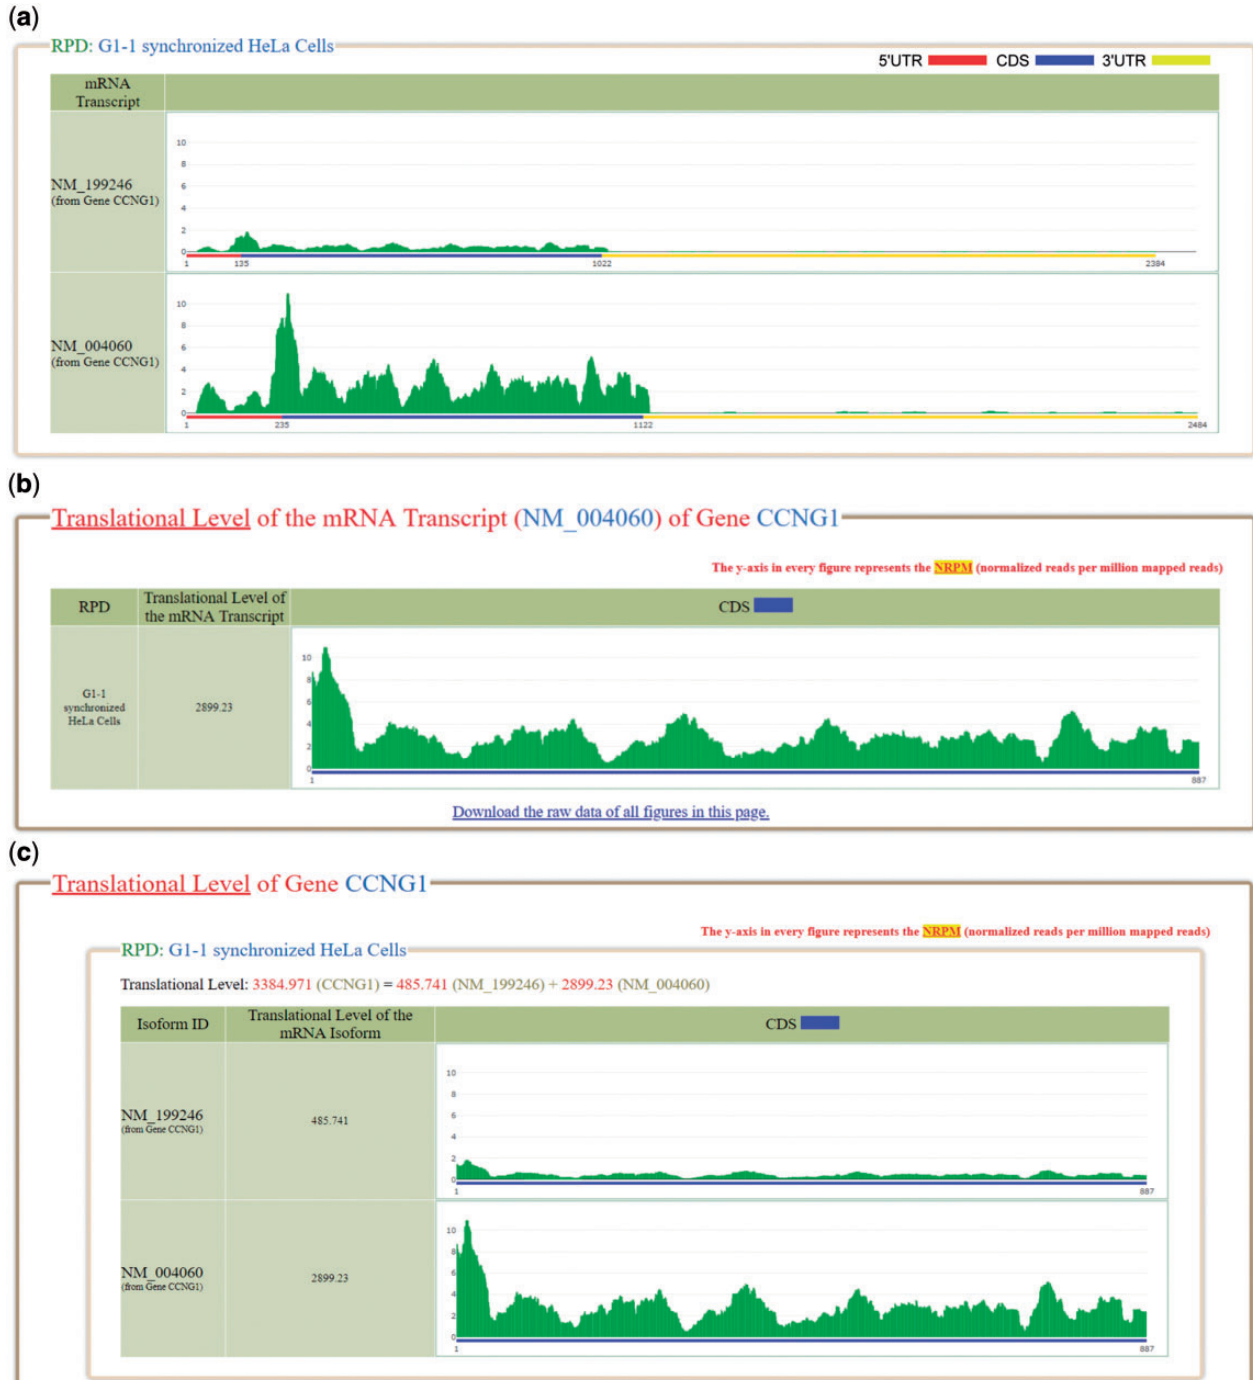 (a)
RPD: G1-1 synchronized HeLa Cells
5'UTR CDS 3'UTR
mRNA
Transcript
10
8
NM_199246
6
(from Gene CCNG1)
4
2
0
1 135 1022 2384
10
8
NM_004060
6
(from Gene CCNG1)
4
2
0
1 235 1122 2484
(b)
Translational Level of the mRNA Transcript (NM_004060) of Gene CCNG1
The y-axis in every figure represents the NRPM (normalized reads per million mapped reads)
RPD
Translational Level of
the mRNA Transcript
CDS
G1-1
synchronized
HeLa Cells
2899.23
10
8
6
4
2
0
1 887
Download the raw data of all figures in this page.
(c)
Translational Level of Gene CCNG1
The y-axis in every figure represents the NRPM (normalized reads per million mapped reads)
RPD: G1-1 synchronized HeLa Cells
Translational Level: 3384.971 (CCNG1) = 485.741 (NM_199246) + 2899.23 (NM_004060)
Isoform ID
Translational Level of the
mRNA Isoform
CDS
NM_199246
(from Gene CCNG1)
485.741
10
8
6
4
2
0
1 887
NM_004060
(from Gene CCNG1)
2899.23
10
8
6
4
2
0
1 887